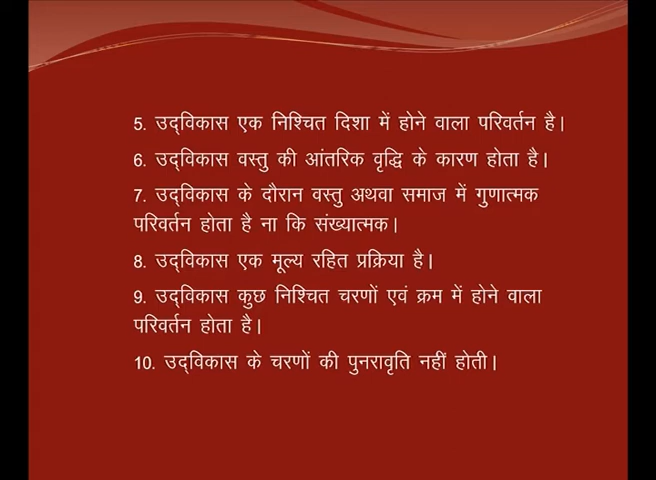 5. उद्विकास एक निश्चित दिशा में होने वाला परिवर्तन है।
6. उद्विकास वस्तु की आंतरिक वृद्धि के कारण होता है।
7. उद्विकास के दौरान वस्तु अथवा समाज में गुणात्मक
परिवर्तन होता है ना कि संख्यात्मक।
8. उद्विकास एक मूल्य रहित प्रक्रिया है।
9. उद्विकास कुछ निश्चित चरणों एवं क्रम में होने वाला
परिवर्तन होता है।
10. उद्विकास के चरणों की पुनरावृति नहीं होती।